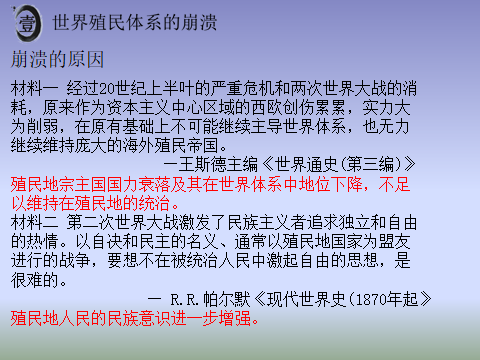 壹 世界殖民体系的崩溃
崩溃的原因
材料一 经过20世纪上半叶的严重危机和两次世界大战的消
耗，原来作为资本主义中心区域的西欧创伤累累，实力大
为削弱，在原有基础上不可能继续主导世界体系，也无力
继续维持庞大的海外殖民帝国。
—王斯德主编《世界通史(第三编)》
殖民地宗主国国力衰落及其在世界体系中地位下降，不足
以维持在殖民地的统治。
材料二 第二次世界大战激发了民族主义者追求独立和自由
的热情。以自决和民主的名义、通常以殖民地国家为盟友
进行的战争，要想不在被统治人民中激起自由的思想，是
很难的。
— R.R.帕尔默《现代世界史(1870年起》
殖民地人民的民族意识进一步增强。